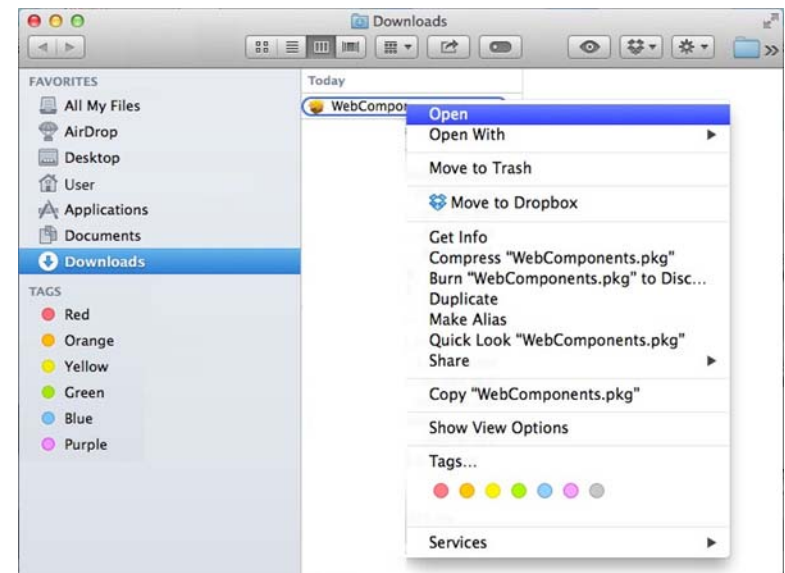 Downloads
FAVORITES
All My Files
AirDrop
Desktop
User
Applications
Documents
Downloads
TAGS
Red
Orange
Yellow
Green
Blue
Purple
Today
WebCompo
Open
Open With
Move to Trash
Move to Dropbox
Get Info
Compress "WebComponents.pkg"
Burn "WebComponents.pkg" to Disc...
Duplicate
Make Alias
Quick Look "WebComponents.pkg"
Share
Copy "WebComponents.pkg"
Show View Options
Tags...
Services